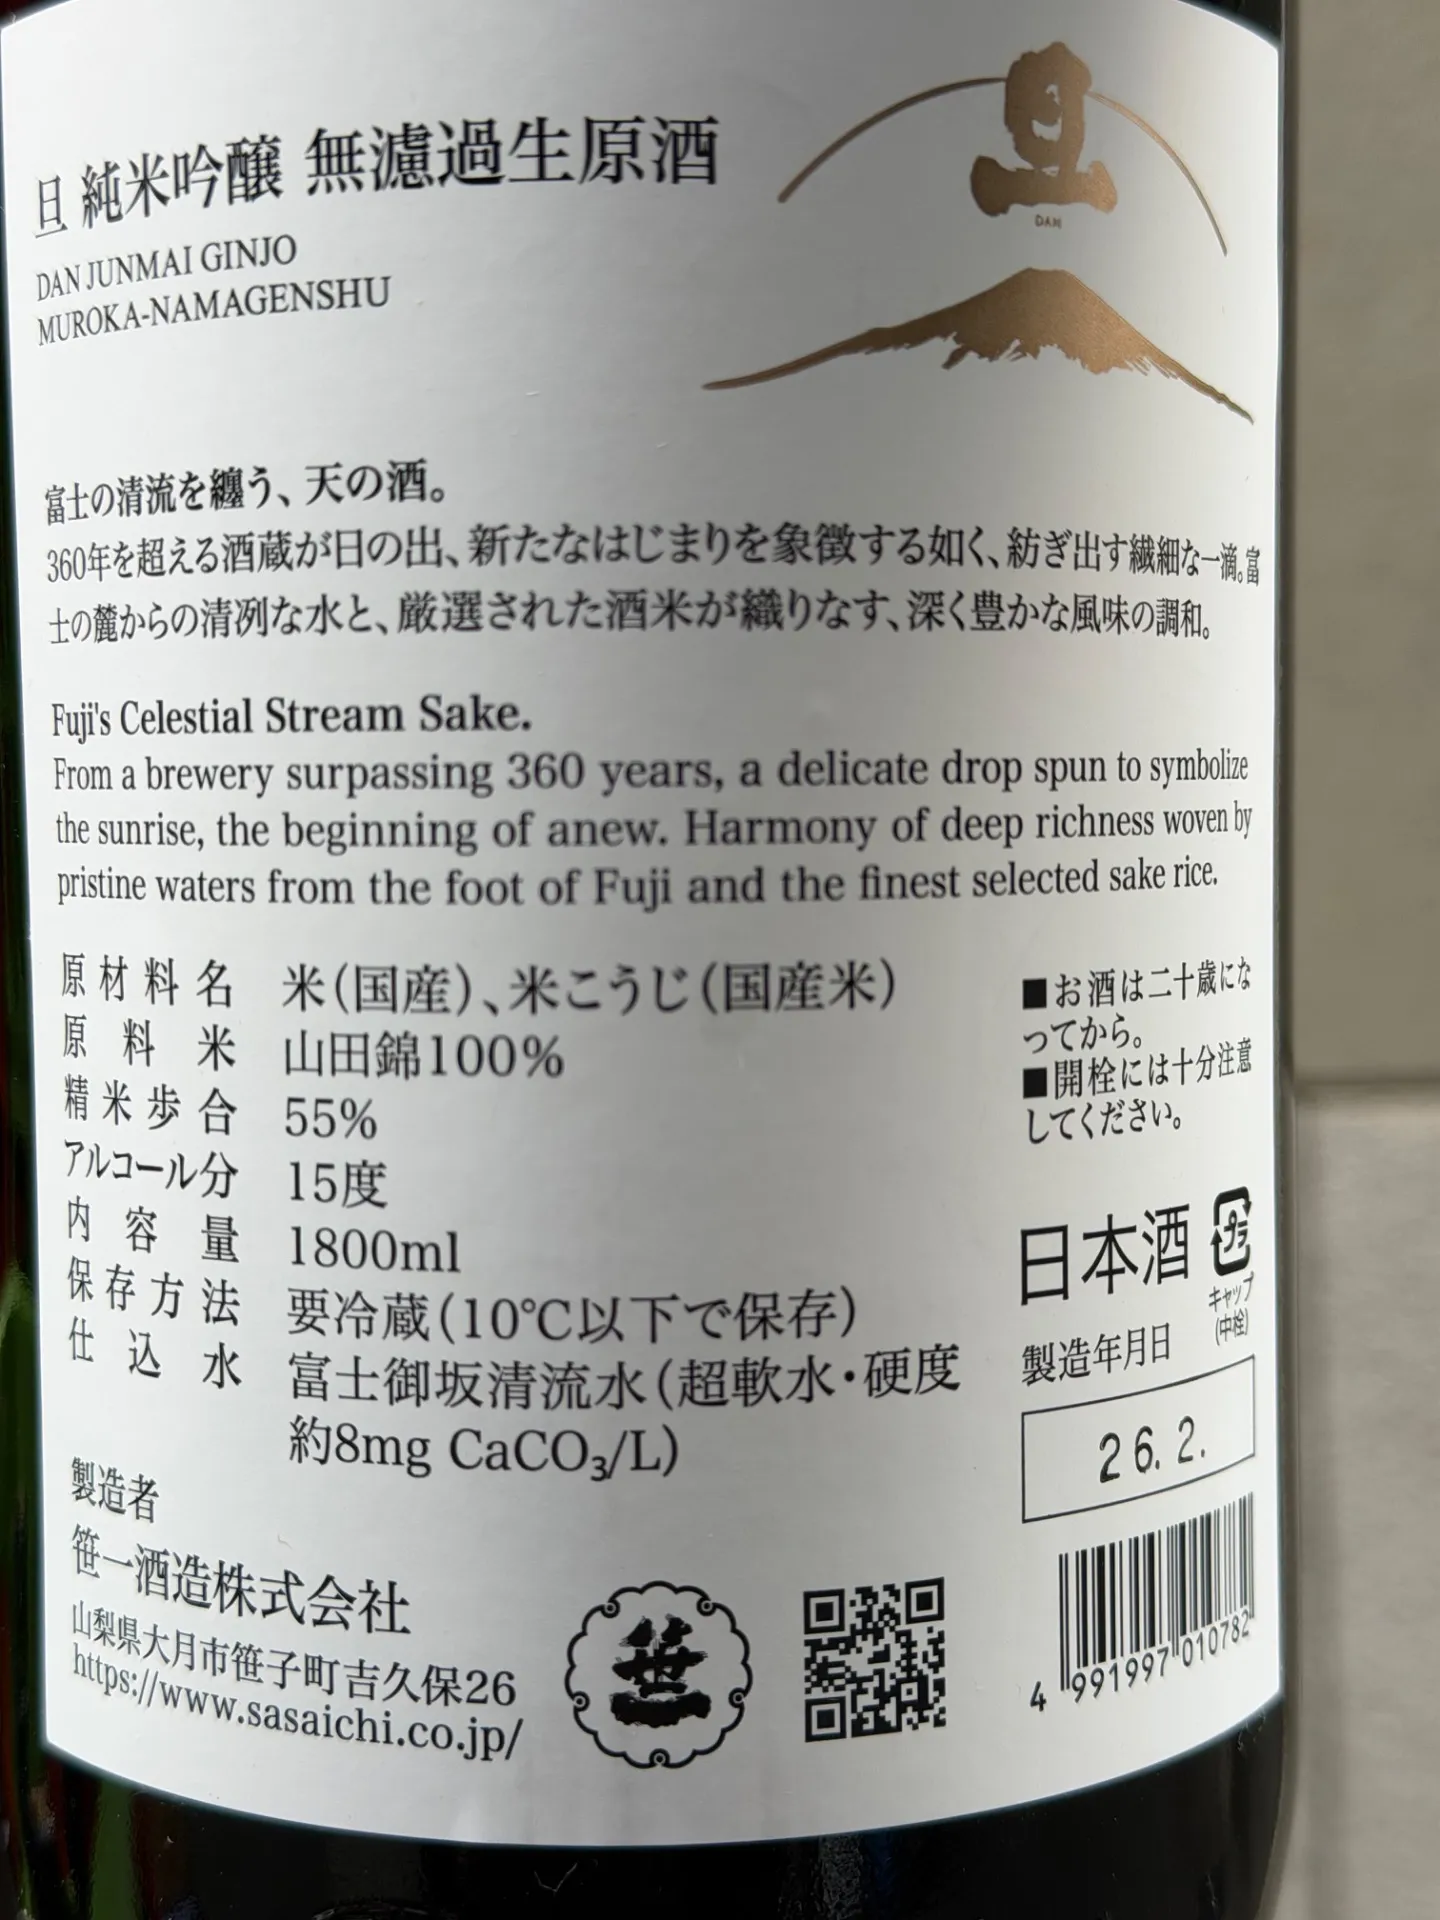 旦
DAN
旦 純米吟醸 無濾過生原酒
DAN JUNMAI GINJO
MUROKA-NAMAGENSHU
富士の清流を纏う、天の酒。
360年を超える酒蔵が日の出、新たなはじまりを象徴する如く、紡ぎ出す繊細な一滴。富
士の麓からの清冽な水と、厳選された酒米が織りなす、深く豊かな風味の調和。
Fuji's Celestial Stream Sake.
From a brewery surpassing 360 years, a delicate drop spun to symbolize
the sunrise, the beginning of anew. Harmony of deep richness woven by
pristine waters from the foot of Fuji and the finest selected sake rice.
原材料名 米(国産)、米こうじ(国産米)
原料米 山田錦100%
精米歩合 55%
アルコール分 15度
内容量 1800ml
保存方法 要冷蔵(10℃以下で保存)
仕込水 富士御坂清流水(超軟水・硬度
約8mg CaCO₃/L)
製造者
笹一酒造株式会社
山梨県大月市笹子町吉久保26
https://www.sasaichi.co.jp/
笹一
■お酒は二十歳にな
ってから。
■開栓には十分注意
してください。
日本酒
プラ
キャップ
(中栓)
製造年月日
26.2.
4 991997 010782